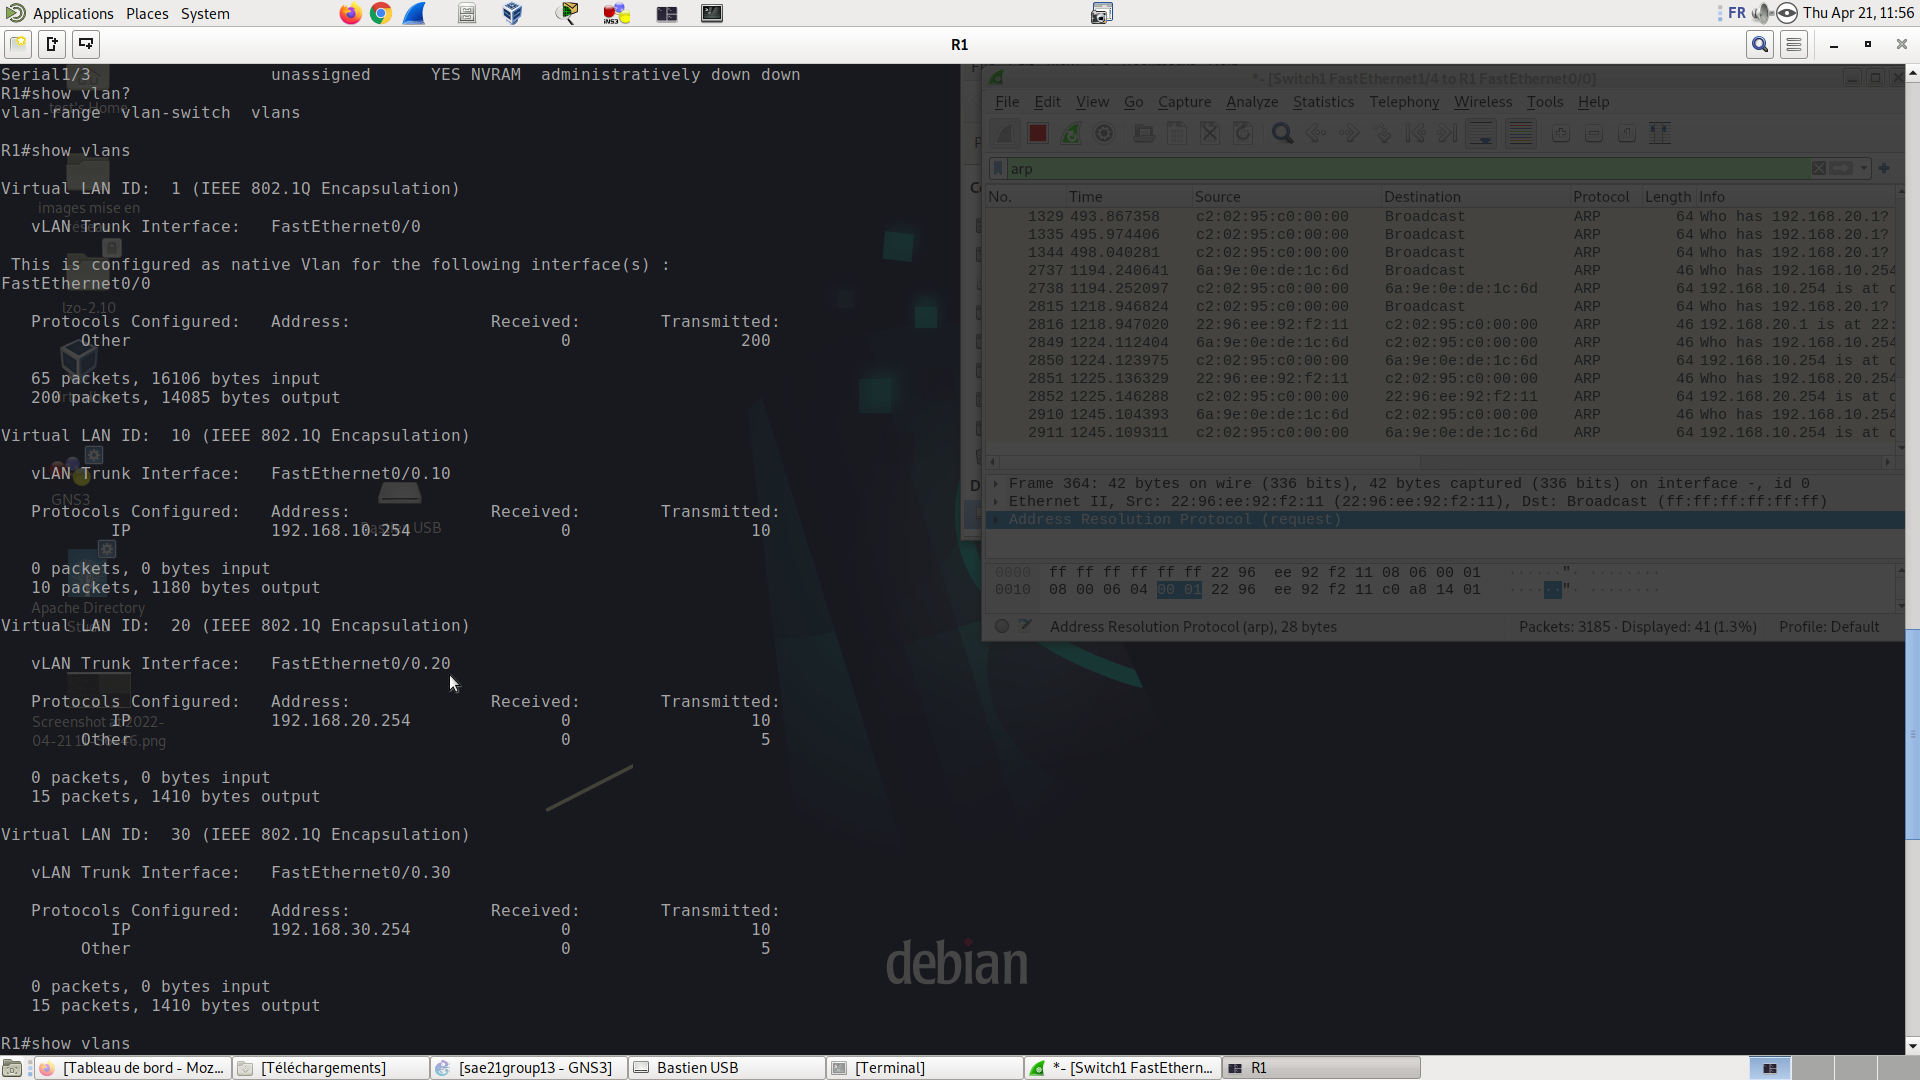 Applications Places System
FR Thu Apr 21, 11:56
R1
Serial1/3 unassigned YES NVRAM administratively down down
R1#show vlan?
vlan-range vlan-switch vlans
R1#show vlans
Virtual LAN ID: 1 (IEEE 802.1Q Encapsulation)
vLAN Trunk Interface: FastEthernet0/0
This is configured as native Vlan for the following interface(s) :
FastEthernet0/0
Protocols Configured: Address: Received: Transmitted:
Other 0 200
65 packets, 16106 bytes input
200 packets, 14085 bytes output
Virtual LAN ID: 10 (IEEE 802.1Q Encapsulation)
vLAN Trunk Interface: FastEthernet0/0.10
Protocols Configured: Address: Received: Transmitted:
IP 192.168.10.254 0 10
0 packets, 0 bytes input
10 packets, 1180 bytes output
Virtual LAN ID: 20 (IEEE 802.1Q Encapsulation)
vLAN Trunk Interface: FastEthernet0/0.20
Protocols Configured: Address: Received: Transmitted:
IP 192.168.20.254 0 10
Other 0 5
0 packets, 0 bytes input
15 packets, 1410 bytes output
Virtual LAN ID: 30 (IEEE 802.1Q Encapsulation)
vLAN Trunk Interface: FastEthernet0/0.30
Protocols Configured: Address: Received: Transmitted:
IP 192.168.30.254 0 10
Other 0 5
0 packets, 0 bytes input
15 packets, 1410 bytes output
R1#show vlans
test's Home
images mise en
lzo-2.10
GNS3
USB
Apache Directory
Screenshot at 2022-
*- [Switch1 FastEthernet1/4 to R1 FastEthernet0/0]
File Edit View Go Capture Analyze Statistics Telephony Wireless Tools Help
arp
No. Time Source Destination Protocol Length Info
1329 493.867358 c2:02:95:c0:00:00 Broadcast ARP 64 Who has 192.168.20.1?
1335 495.974406 c2:02:95:c0:00:00 Broadcast ARP 64 Who has 192.168.20.1?
1344 498.040281 c2:02:95:c0:00:00 Broadcast ARP 64 Who has 192.168.20.1?
2737 1194.240641 6a:9e:0e:de:1c:6d Broadcast ARP 46 Who has 192.168.10.254
2738 1194.252097 c2:02:95:c0:00:00 6a:9e:0e:de:1c:6d ARP 64 192.168.10.254 is at c
2815 1218.946824 c2:02:95:c0:00:00 Broadcast ARP 64 Who has 192.168.20.1?
2816 1218.947020 22:96:ee:92:f2:11 c2:02:95:c0:00:00 ARP 46 192.168.20.1 is at 22:
2849 1224.112404 6a:9e:0e:de:1c:6d c2:02:95:c0:00:00 ARP 46 Who has 192.168.10.254
2850 1224.123975 c2:02:95:c0:00:00 6a:9e:0e:de:1c:6d ARP 64 192.168.10.254 is at c
2851 1225.136329 22:96:ee:92:f2:11 c2:02:95:c0:00:00 ARP 46 Who has 192.168.20.254
2852 1225.146288 c2:02:95:c0:00:00 22:96:ee:92:f2:11 ARP 64 192.168.20.254 is at c
2910 1245.104393 6a:9e:0e:de:1c:6d c2:02:95:c0:00:00 ARP 46 Who has 192.168.10.254
2911 1245.109311 c2:02:95:c0:00:00 6a:9e:0e:de:1c:6d ARP 64 192.168.10.254 is at c
Frame 364: 42 bytes on wire (336 bits), 42 bytes captured (336 bits) on interface -, id 0
Ethernet II, Src: 22:96:ee:92:f2:11 (22:96:ee:92:f2:11), Dst: Broadcast (ff:ff:ff:ff:ff:ff)
Address Resolution Protocol (request)
0000 ff ff ff ff ff ff 22 96 ee 92 f2 11 08 06 00 01
0010 08 00 06 04 00 01 22 96 ee 92 f2 11 c0 a8 14 01
Address Resolution Protocol (arp), 28 bytes Packets: 3185 · Displayed: 41 (1.3%) Profile: Default
debian
[Tableau de bord - Moz... [Téléchargements] [sae21group13 - GNS3] Bastien USB [Terminal] *- [Switch1 FastEthern... R1